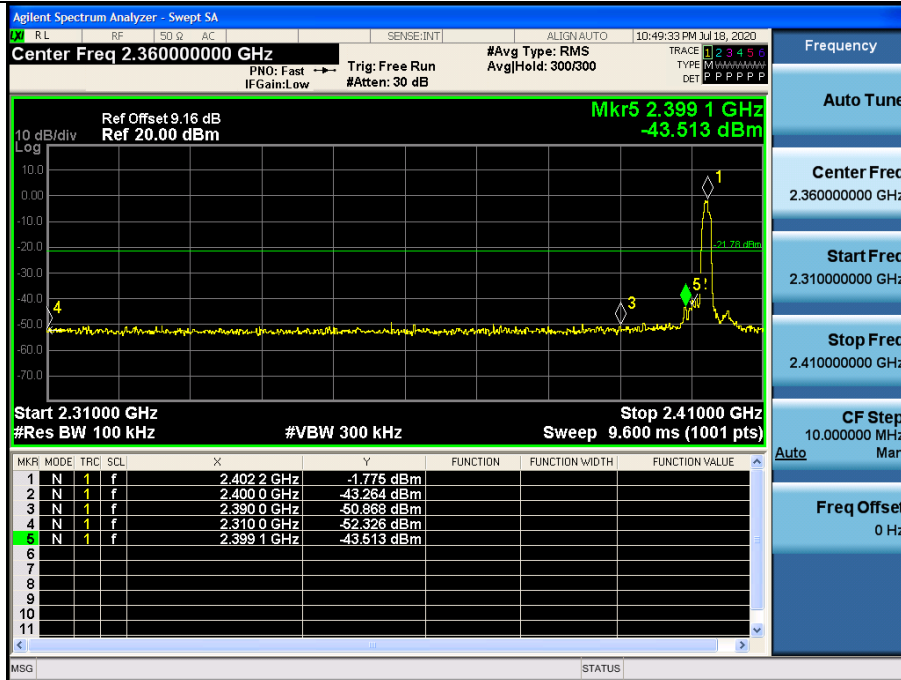 Agilent Spectrum Analyzer - Swept SA
LXI RL RF 50 Ω AC SENSE:INT ALIGN AUTO 10:49:33 PM Jul 18, 2020
Center Freq 2.360000000 GHz
PNO: Fast
IFGain:Low
Trig: Free Run
#Atten: 30 dB
#Avg Type: RMS
Avg|Hold: 300/300
TRACE 1 2 3 4 5 6
TYPE M
DET P P P P P P
Mkr5 2.399 1 GHz
-43.513 dBm
Ref Offset 9.16 dB
10 dB/div Ref 20.00 dBm
Log
10.0
0.00
-10.0
-20.0
-30.0
-40.0
-50.0
-60.0
-70.0
1
-21.78 dBm
5
3
4
Start 2.31000 GHz Stop 2.41000 GHz
#Res BW 100 kHz #VBW 300 kHz Sweep 9.600 ms (1001 pts)
MKR MODE TRC SCL X Y FUNCTION FUNCTION WIDTH FUNCTION VALUE
1 N 1 f 2.402 2 GHz -1.775 dBm
2 N 1 f 2.400 0 GHz -43.264 dBm
3 N 1 f 2.390 0 GHz -50.868 dBm
4 N 1 f 2.310 0 GHz -52.326 dBm
5 N 1 f 2.399 1 GHz -43.513 dBm
6
7
8
9
10
11
MSG STATUS
Frequency
Auto Tune
Center Freq
2.360000000 GHz
Start Freq
2.310000000 GHz
Stop Freq
2.410000000 GHz
CF Step
10.000000 MHz
Auto Man
Freq Offset
0 Hz